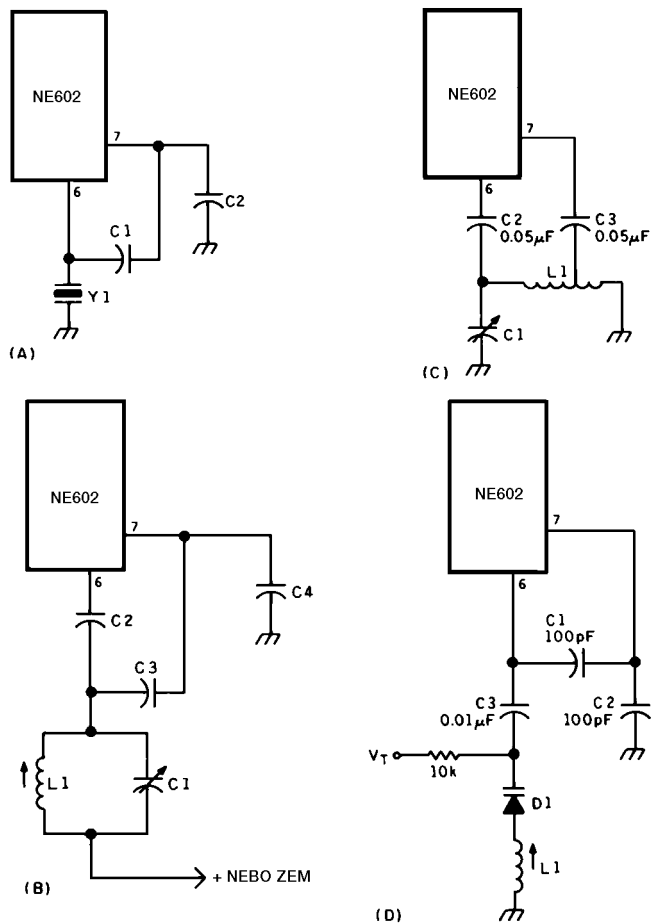 NE602
7
6
C1
C2
Y1
(A)
NE602
7
6
C2
0.05µF
C3
0.05µF
L1
C1
(C)
NE602
7
6
C2
C4
C3
L1
C1
+ NEBO ZEM
(B)
NE602
7
6
C1
100pF
C3
0.01µF
C2
100pF
VT
10k
D1
L1
(D)